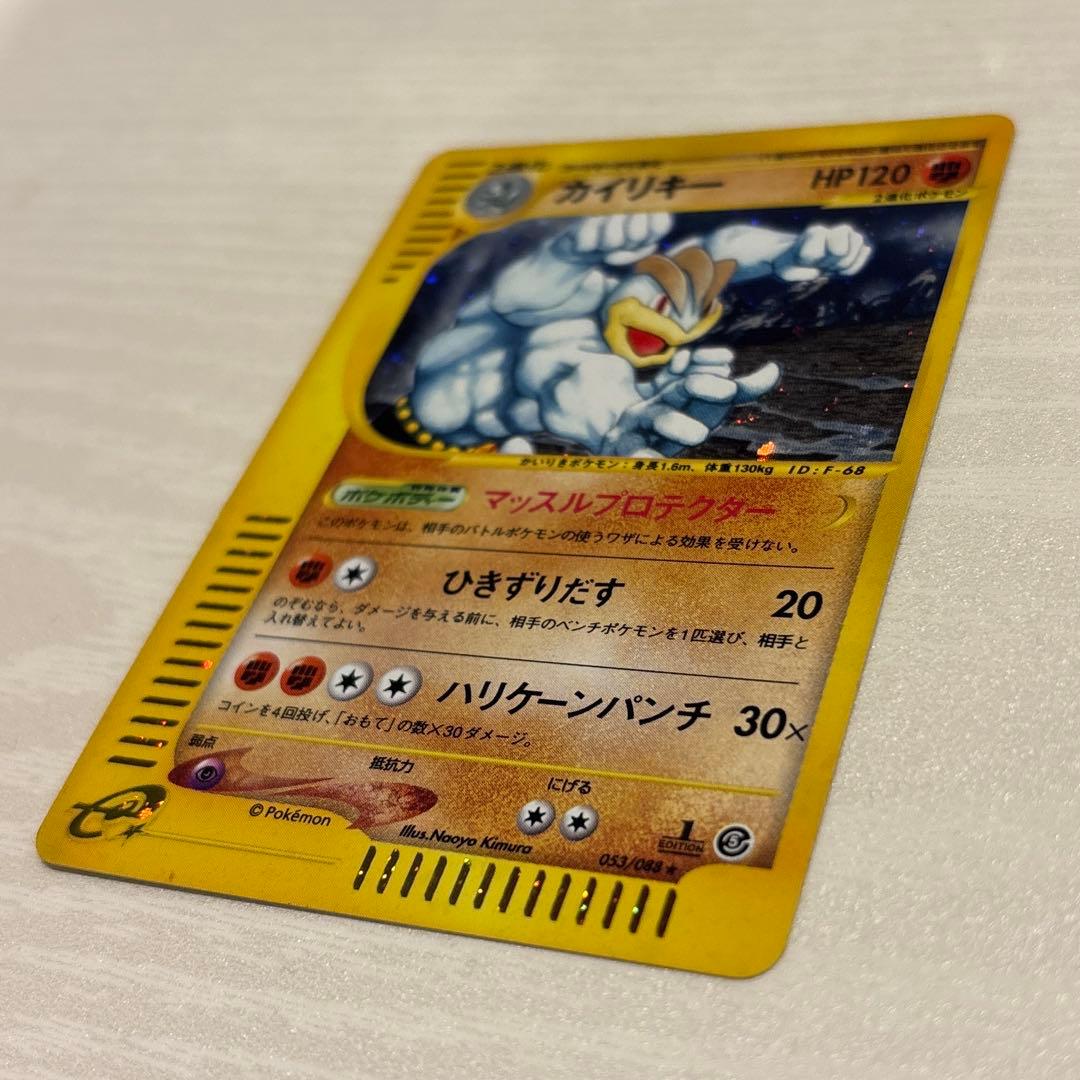 カイリキー HP120
2進化ポケモン
かいりきポケモン：身長1.6m、体重130kg ID：F-68
ポケボディー マッスルプロテクター
このポケモンは、相手のバトルポケモンの使うワザによる効果を受けない。
ひきずりだす 20
のぞむなら、ダメージを与える前に、相手のベンチポケモンを1匹選び、相手と
入れ替えてよい。
ハリケーンパンチ 30×
コインを4回投げ、「おもて」の数×30ダメージ。
弱点 抵抗力 にげる
©Pokémon
Illus.Naoyo Kimura
1 EDITION
053/088 ★